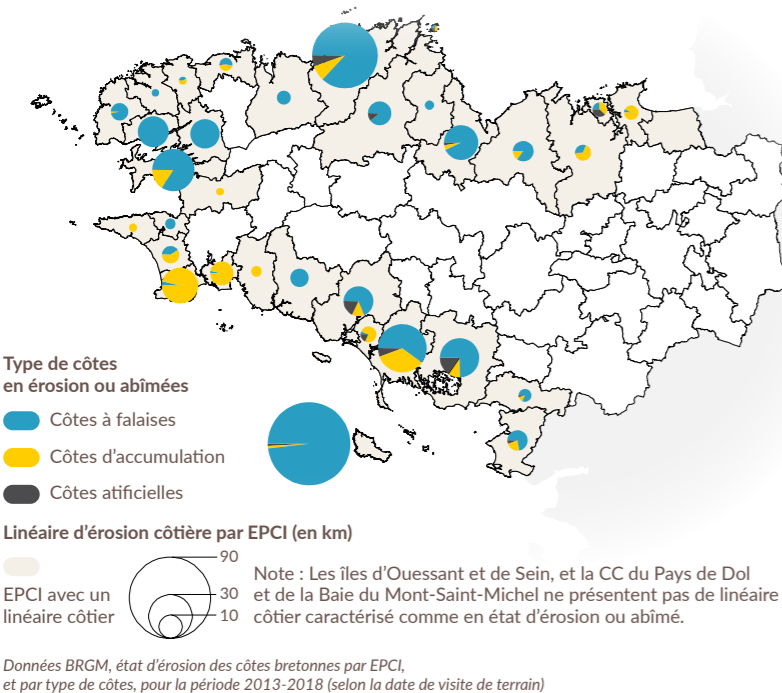 Type de côtes
en érosion ou abîmées
Côtes à falaises
Côtes d'accumulation
Côtes atificielles
Linéaire d'érosion côtière par EPCI (en km)
EPCI avec un
linéaire côtier
90
30
10
Note : Les îles d'Ouessant et de Sein, et la CC du Pays de Dol
et de la Baie du Mont-Saint-Michel ne présentent pas de linéaire
côtier caractérisé comme en état d'érosion ou abîmé.
Données BRGM, état d'érosion des côtes bretonnes par EPCI,
et par type de côtes, pour la période 2013-2018 (selon la date de visite de terrain)